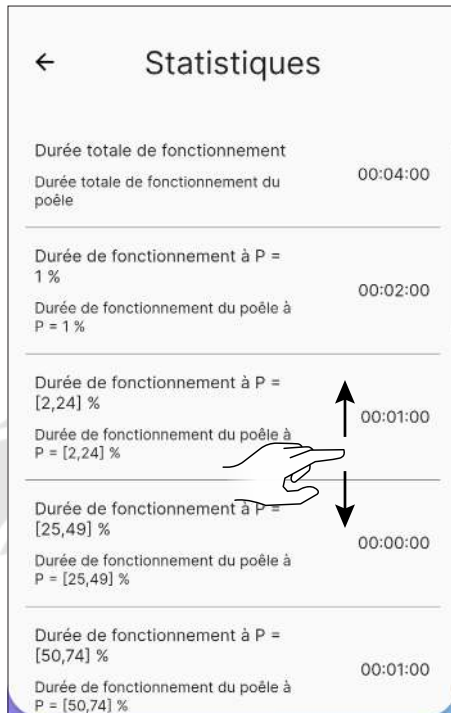 Statistiques
Durée totale de fonctionnement
Durée totale de fonctionnement du
poêle
00:04:00
Durée de fonctionnement à P =
1 %
Durée de fonctionnement du poêle à
P = 1 %
00:02:00
Durée de fonctionnement à P =
[2,24] %
Durée de fonctionnement du poêle à
P = [2,24] %
00:01:00
Durée de fonctionnement à P =
[25,49] %
Durée de fonctionnement du poêle à
P = [25,49] %
00:00:00
Durée de fonctionnement à P =
[50,74] %
Durée de fonctionnement du poêle à
P = [50,74] %
00:01:00